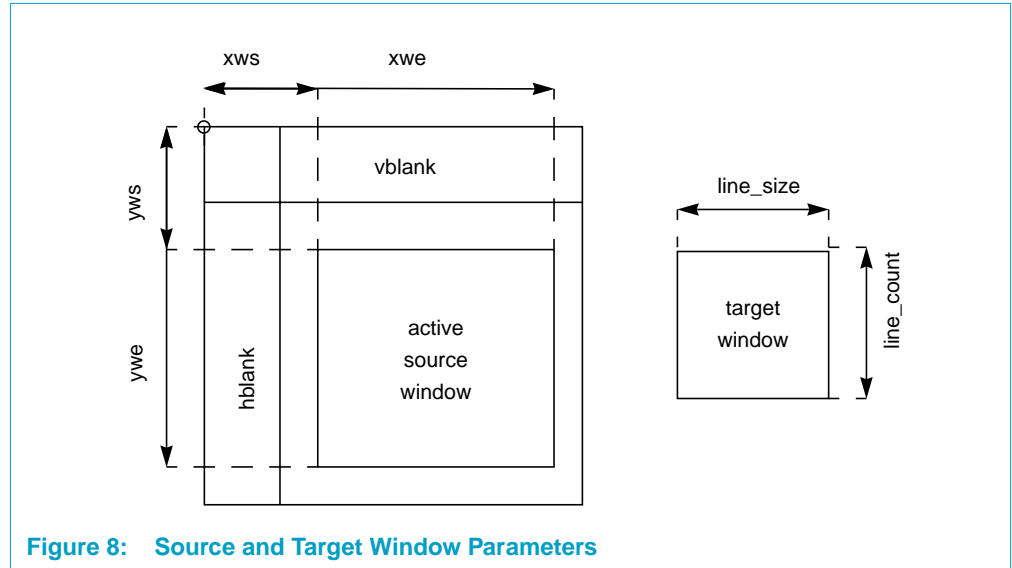 xws
xwe
vblank
yws
line_size
line_count
target
window
active
source
window
ywe
hblank
Figure 8: Source and Target Window Parameters